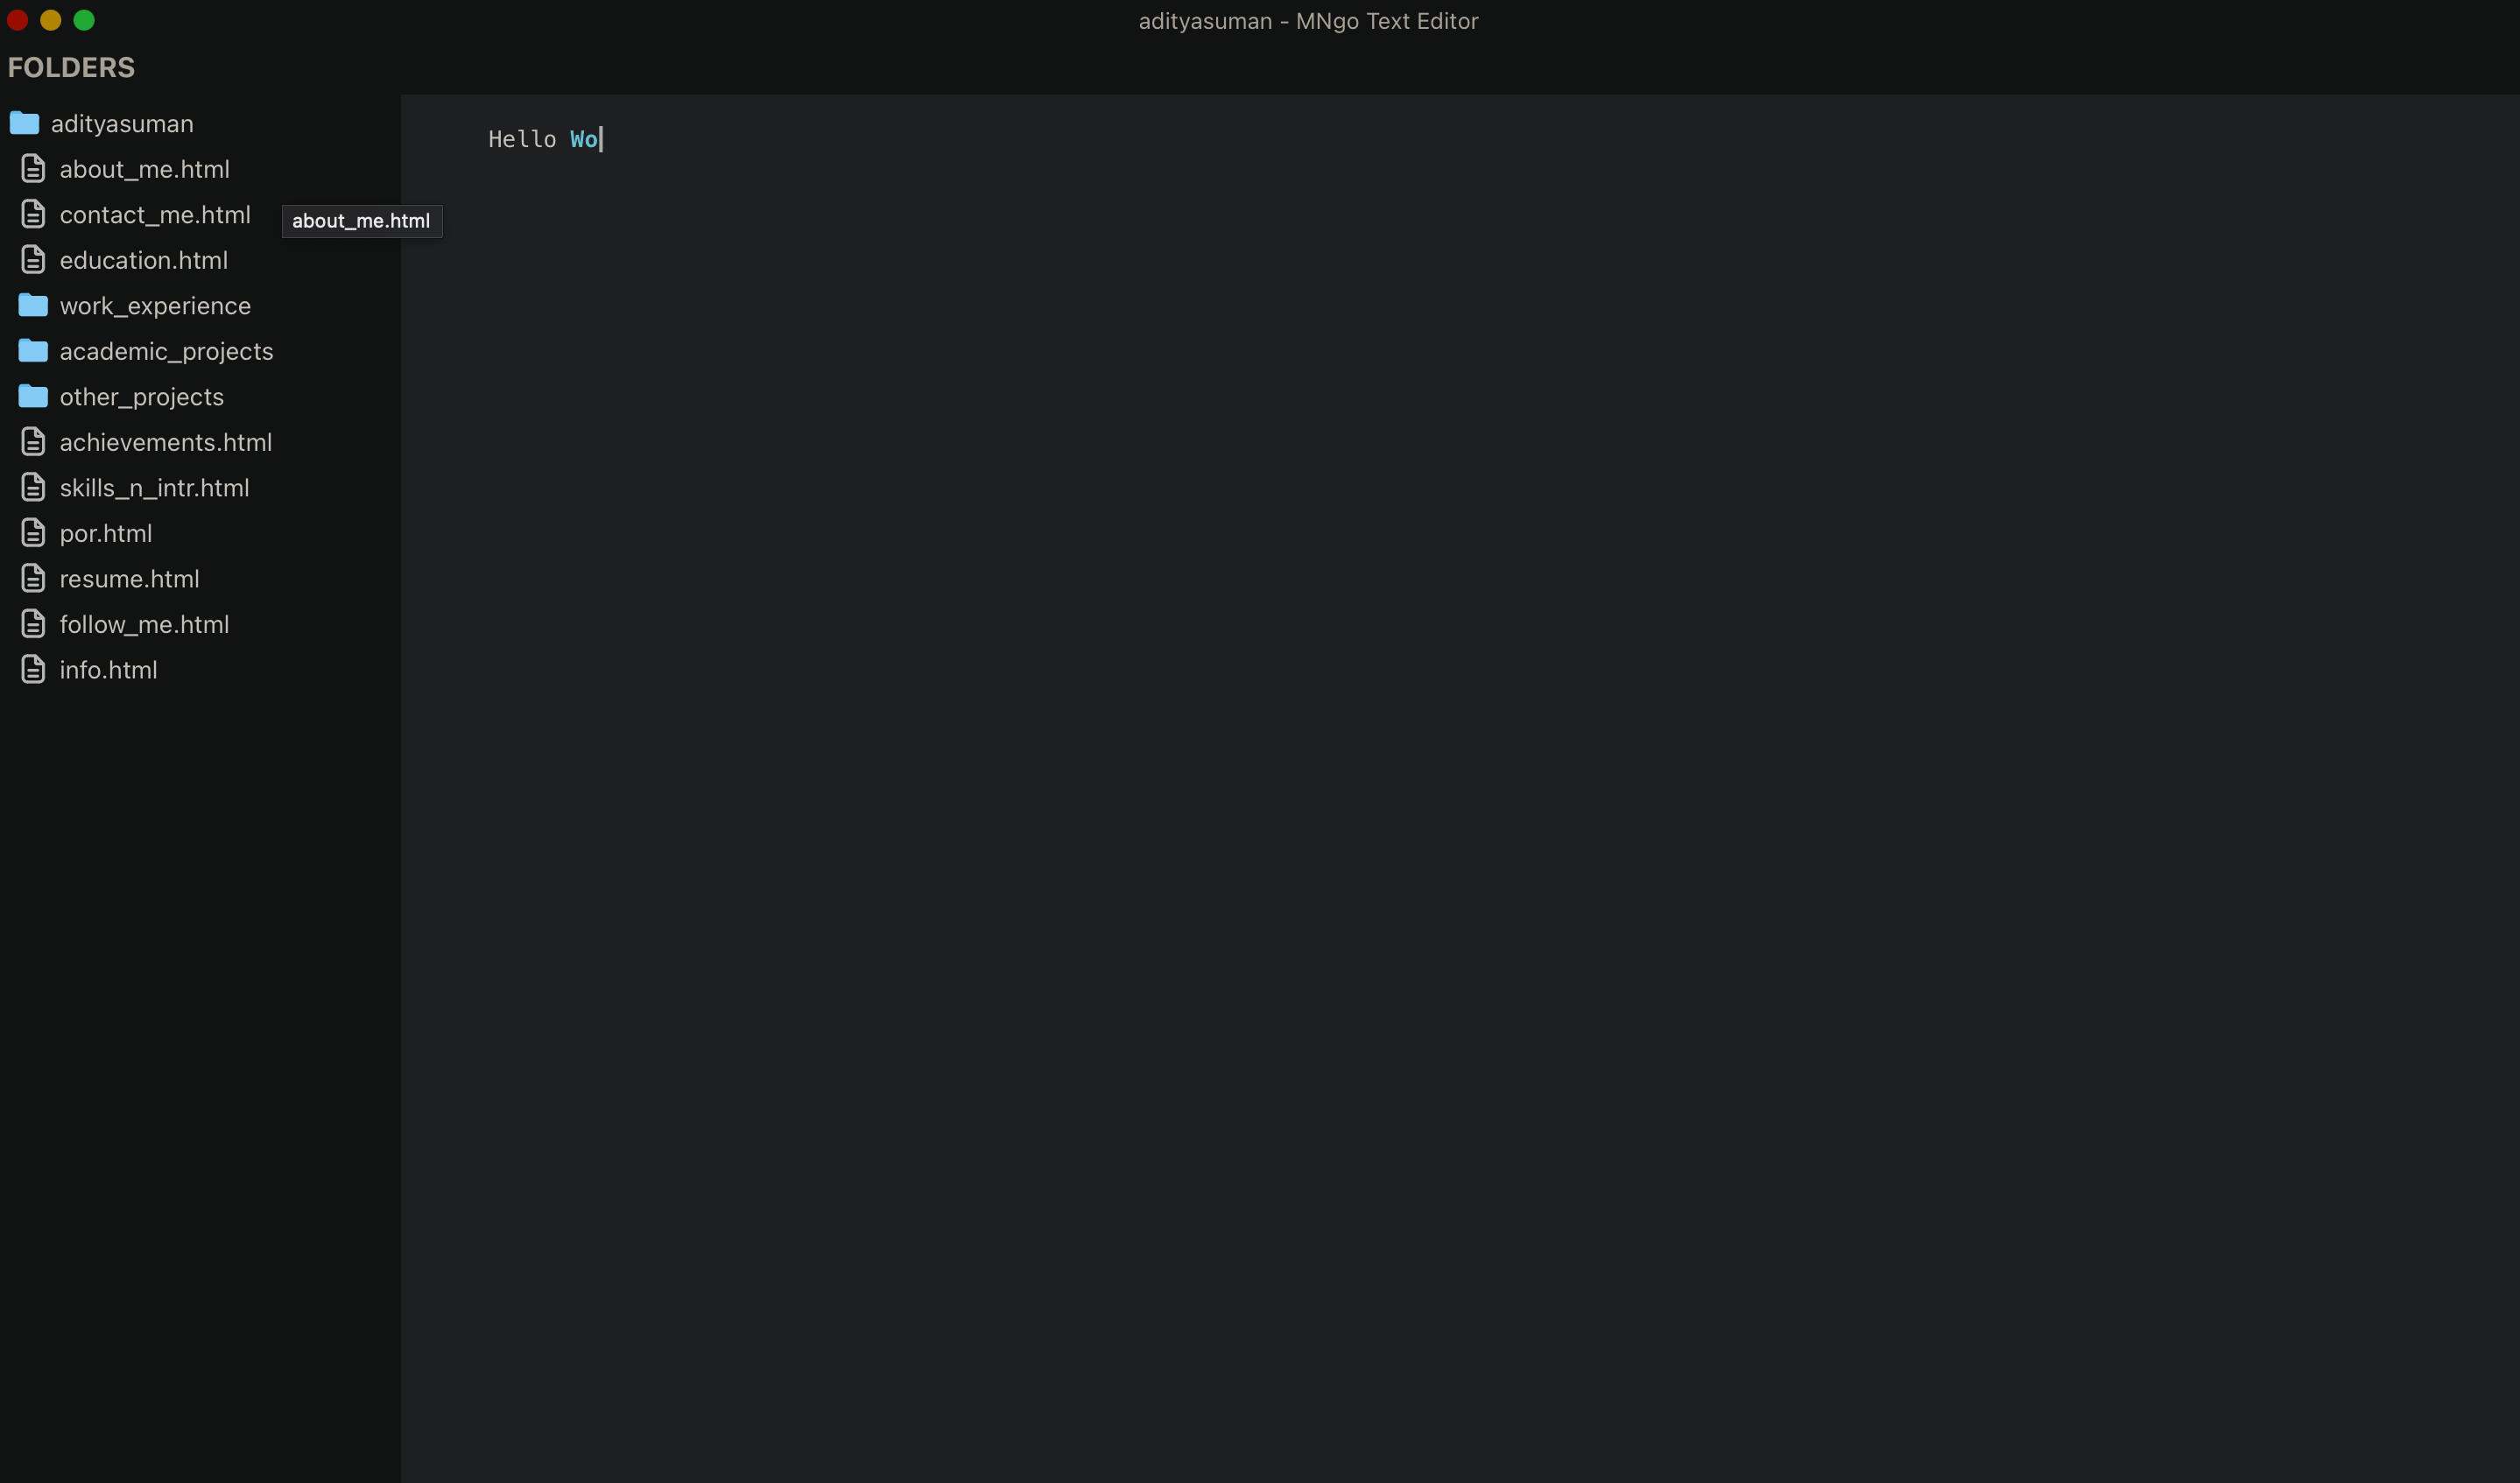 adityasuman - MNgo Text Editor
FOLDERS
adityasuman
about_me.html
contact_me.html
education.html
work_experience
academic_projects
other_projects
achievements.html
skills_n_intr.html
por.html
resume.html
follow_me.html
info.html
about_me.html
Hello Wo